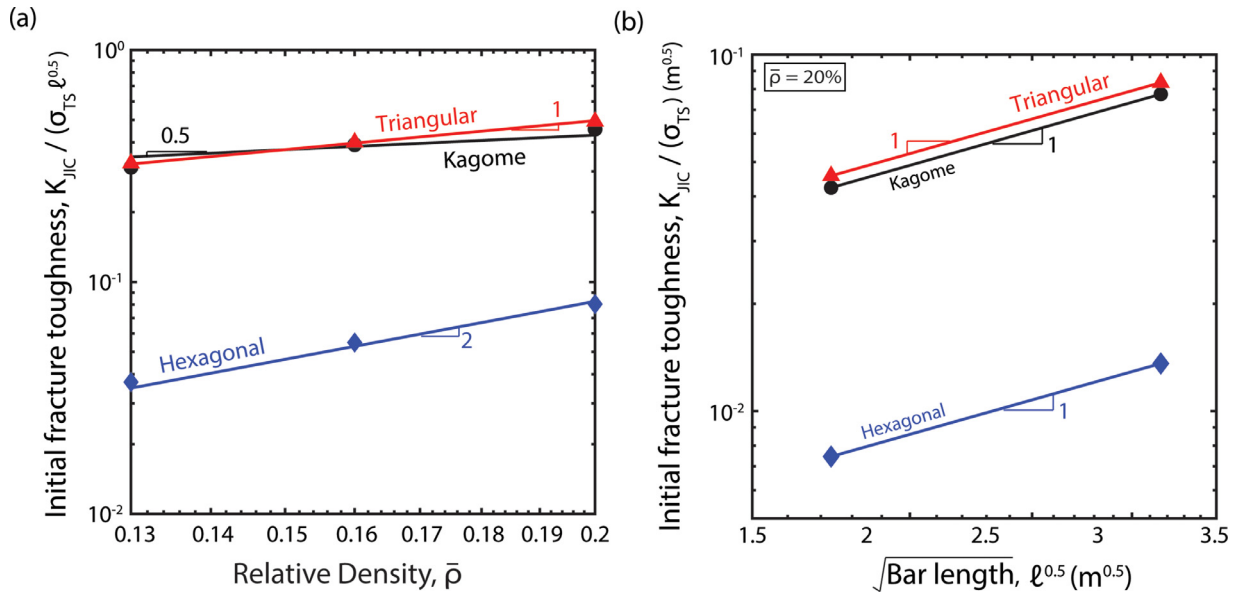 (a)
Initial fracture toughness, K_JIC / (σ_TS ℓ^0.5)
10^0
10^-1
10^-2
0.5
Triangular
1
Kagome
Hexagonal
2
0.13
0.14
0.15
0.16
0.17
0.18
0.19
0.2
Relative Density, ρ̄
(b)
Initial fracture toughness, K_JIC / (σ_TS) (m^0.5)
10^-1
10^-2
ρ̄ = 20%
Triangular
1
Kagome
1
Hexagonal
1
1.5
2
2.5
3
3.5
√Bar length, ℓ^0.5 (m^0.5)